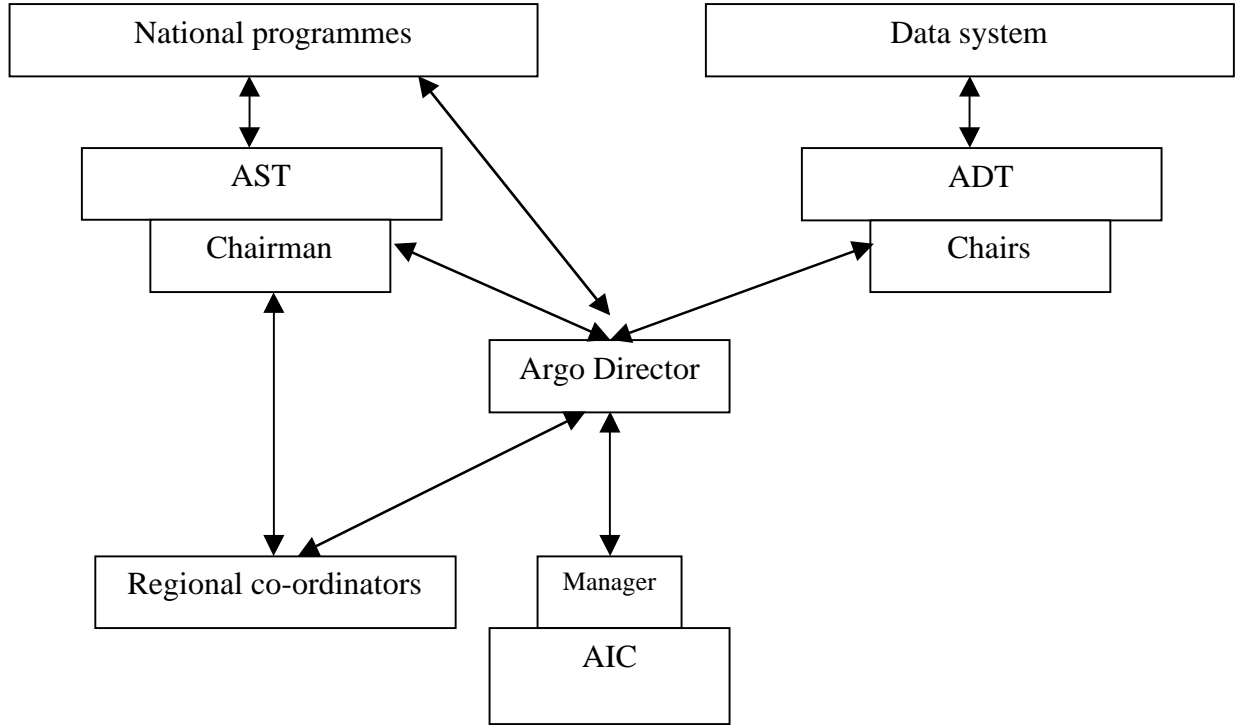 National programmes
Data system
AST
ADT
Chairman
Chairs
Argo Director
Regional co-ordinators
Manager
AIC